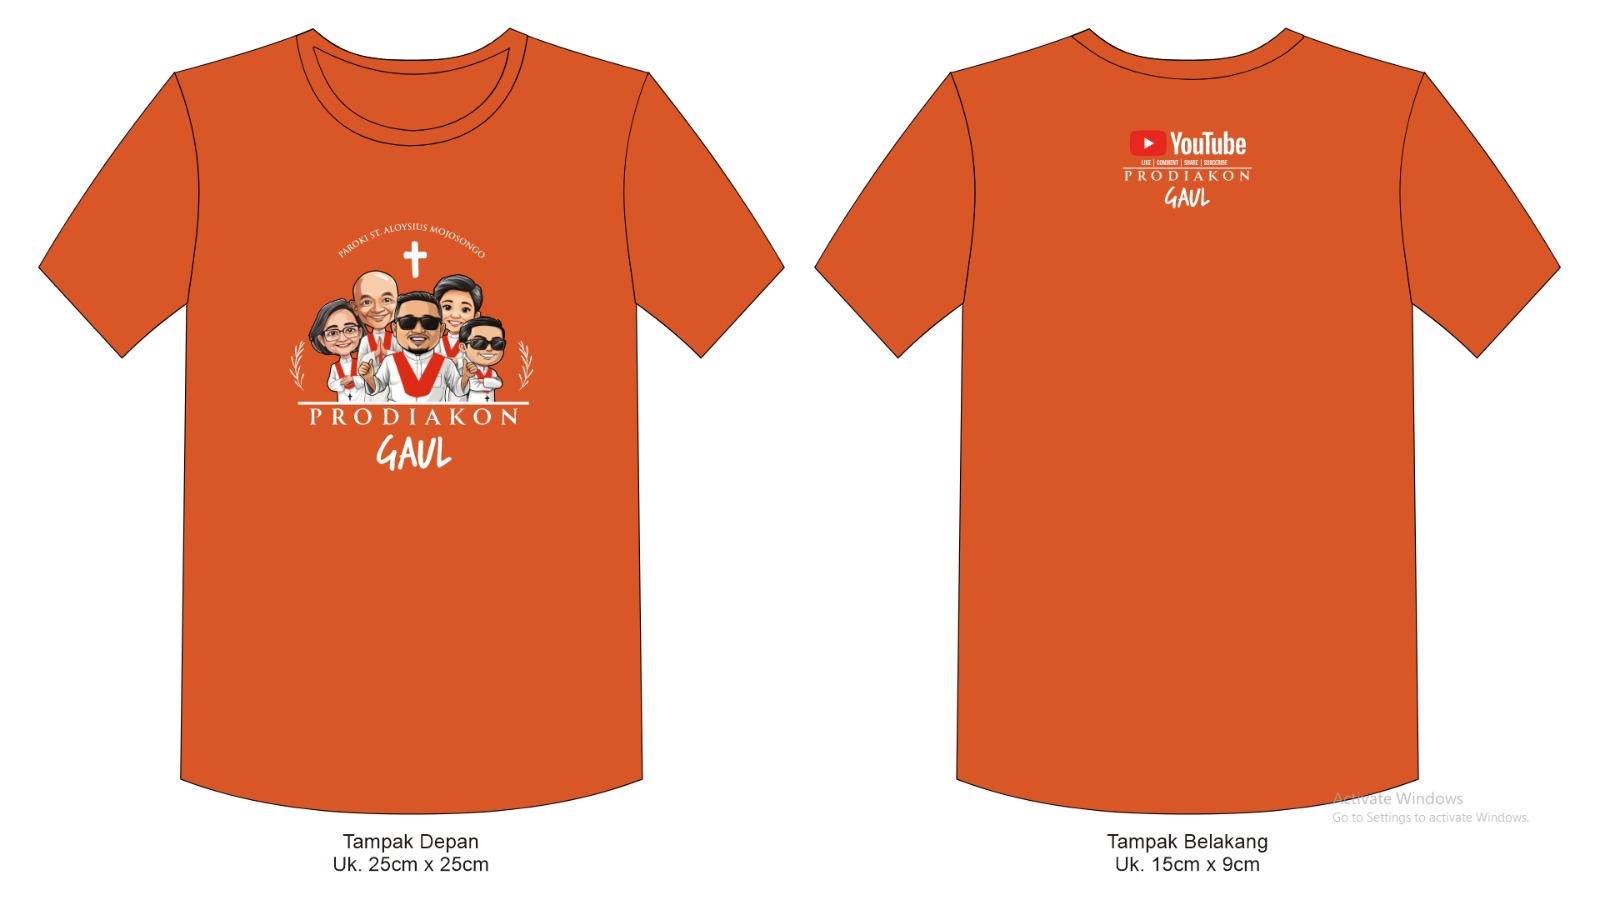 PAROKI ST. ALOYSIUS MOJOSONGO
PRODIAKON
GAUL
YouTube
LIKE | COMMENT | SHARE | SUBSCRIBE
PRODIAKON
GAUL
Activate Windows
Go to Settings to activate Windows.
Tampak Depan
Uk. 25cm x 25cm
Tampak Belakang
Uk. 15cm x 9cm